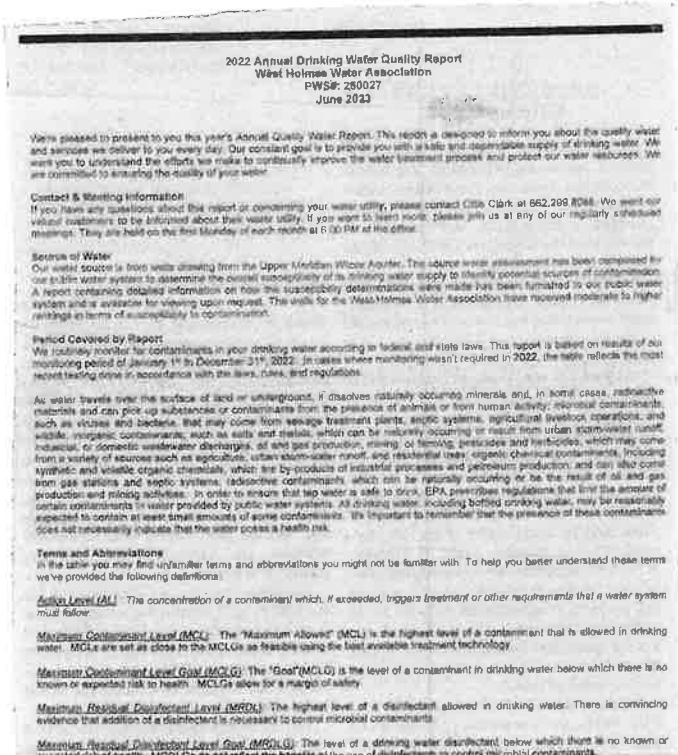 2022 Annual Drinking Water Quality Report
West Holmes Water Association
PWS#: 260027
June 2023
We're pleased to present to you this year's Annual Quality Water Report. This report is designed to inform you about the quality water
and services we deliver to you every day. Our constant goal is to provide you with a safe and dependable supply of drinking water. We
want you to understand the efforts we make to continually improve the water treatment process and protect our water resources. We
are committed to ensuring the quality of your water.
Contact & Meeting Information
If you have any questions about this report or concerning your water utility, please contact Clark at 662.299. We want our
valued customers to be informed about their water utility. If you want to learn more, please join us at any of our regularly scheduled
meetings. They are held on the first Monday of each month at 6:00 PM at the office.
Source of Water
Our water source is from wells drawing from the Upper Meridian Wilcox Aquifer. The source water assessment has been completed for
our public water system to determine the overall susceptibility of its drinking water supply to identify potential sources of contamination.
A report containing detailed information on how the susceptibility determinations were made has been furnished to our public water
system and is available for viewing upon request. The wells for the West Holmes Water Association have received moderate to higher
rankings in terms of susceptibility to contamination.
Period Covered by Report
We routinely monitor for contaminants in your drinking water according to federal and state laws. This report is based on results of our
monitoring period of January 1st to December 31st, 2022. In cases where monitoring wasn't required in 2022, the table reflects the most
recent testing done in accordance with the laws, rules, and regulations.
As water travels over the surface of land or underground, it dissolves naturally occurring minerals and, in some cases, radioactive
materials and can pick up substances or contaminants from the presence of animals or from human activity; microbial contaminants,
such as viruses and bacteria, that may come from sewage treatment plants, septic systems, agricultural livestock operations, and
wildlife; inorganic contaminants, such as salts and metals, which can be naturally occurring or result from urban storm-water runoff,
industrial, or domestic wastewater discharges, oil and gas production, mining, or farming; pesticides and herbicides, which may come
from a variety of sources such as agriculture, urban storm-water runoff, and residential uses; organic chemical contaminants, including
synthetic and volatile organic chemicals, which are by-products of industrial processes and petroleum production, and can also come
from gas stations and septic systems; radioactive contaminants, which can be naturally occurring or be the result of oil and gas
production and mining activities. In order to ensure that tap water is safe to drink, EPA prescribes regulations that limit the amount of
certain contaminants in water provided by public water systems. All drinking water, including bottled drinking water, may be reasonably
expected to contain at least small amounts of some contaminants. It's important to remember that the presence of these contaminants
does not necessarily indicate that the water poses a health risk.
Terms and Abbreviations
In the table you may find unfamiliar terms and abbreviations you might not be familiar with. To help you better understand these terms
we've provided the following definitions:
Action Level (AL): The concentration of a contaminant which, if exceeded, triggers treatment or other requirements that a water system
must follow.
Maximum Contaminant Level (MCL): The "Maximum Allowed" (MCL) is the highest level of a contaminant that is allowed in drinking
water. MCLs are set as close to the MCLGs as feasible using the best available treatment technology.
Maximum Contaminant Level Goal (MCLG): The "Goal"(MCLG) is the level of a contaminant in drinking water below which there is no
known or expected risk to health. MCLGs allow for a margin of safety.
Maximum Residual Disinfectant Level (MRDL): The highest level of a disinfectant allowed in drinking water. There is convincing
evidence that addition of a disinfectant is necessary to control microbial contaminants.
Maximum Residual Disinfectant Level Goal (MRDLG): The level of a drinking water disinfectant below which there is no known or